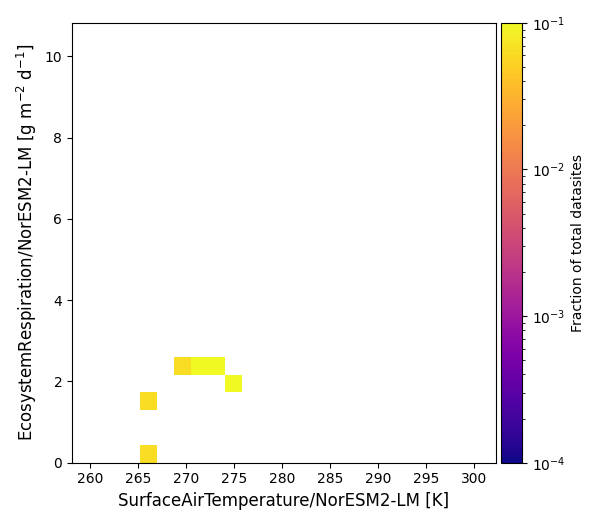 EcosystemRespiration/NorESM2-LM [g m⁻² d⁻¹]
10
8
6
4
2
0
260 265 270 275 280 285 290 295 300
SurfaceAirTemperature/NorESM2-LM [K]
10⁻¹
10⁻²
10⁻³
10⁻⁴
Fraction of total datasites